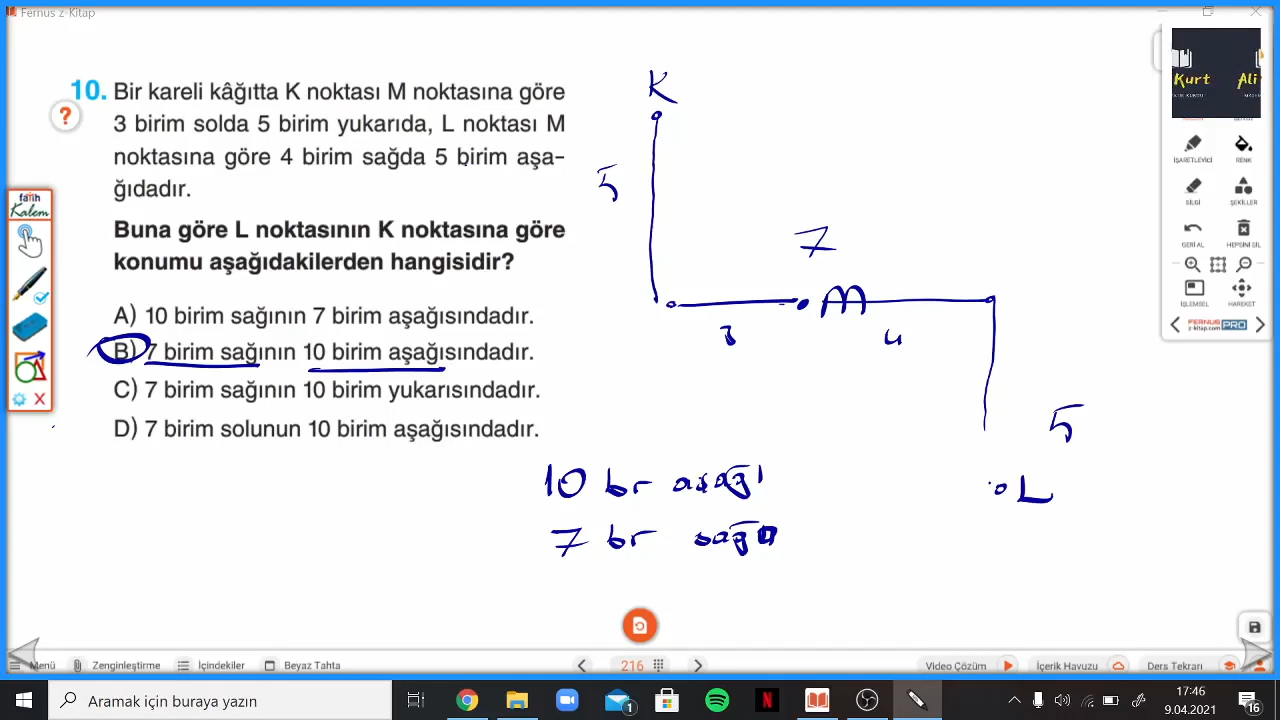 Fernus z-Kitap
10. Bir kareli kâğıtta K noktası M noktasına göre
3 birim solda 5 birim yukarıda, L noktası M
noktasına göre 4 birim sağda 5 birim aşa-
ğıdadır.
?
Buna göre L noktasının K noktasına göre
konumu aşağıdakilerden hangisidir?
A) 10 birim sağının 7 birim aşağısındadır.
B) 7 birim sağının 10 birim aşağısındadır.
C) 7 birim sağının 10 birim yukarısındadır.
D) 7 birim solunun 10 birim aşağısındadır.
K
5
7
M
3
4
5
L
10 br aşağı
7 br sağı
fatih
Kalem
Kurt Ali
İŞARETLEYİCİ RENK
SİLGİ ŞEKİLLER
GERİ AL HEPSİNİ SİL
İŞLEMSEL HAREKET
FERNUS
z-kitap.com PRO
Menü Zenginleştirme İçindekiler Beyaz Tahta 216 Video Çözüm İçerik Havuzu Ders Tekrarı
Aramak için buraya yazın
1
17:46
9.04.2021
16